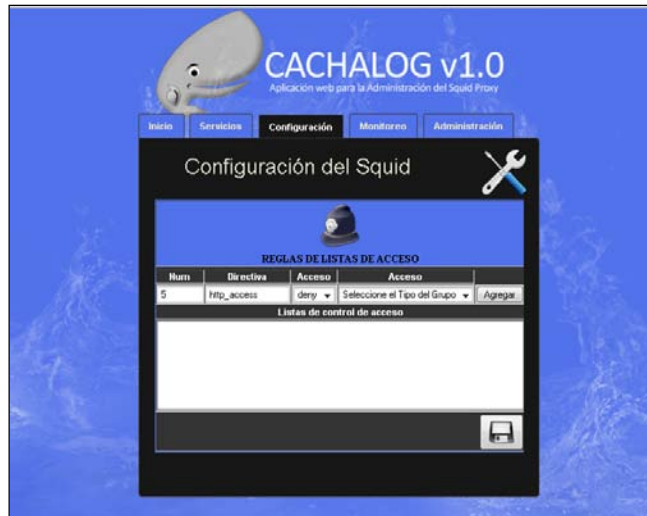 CACHALOG v1.0
Aplicación web para la Administración del Squid Proxy
Inicio Servicios Configuración Monitoreo Administración
Configuración del Squid
REGLAS DE LISTAS DE ACCESO
Num Directiva Acceso Acceso
5 http_access deny Seleccione el Tipo del Grupo Agregar
Listas de control de acceso